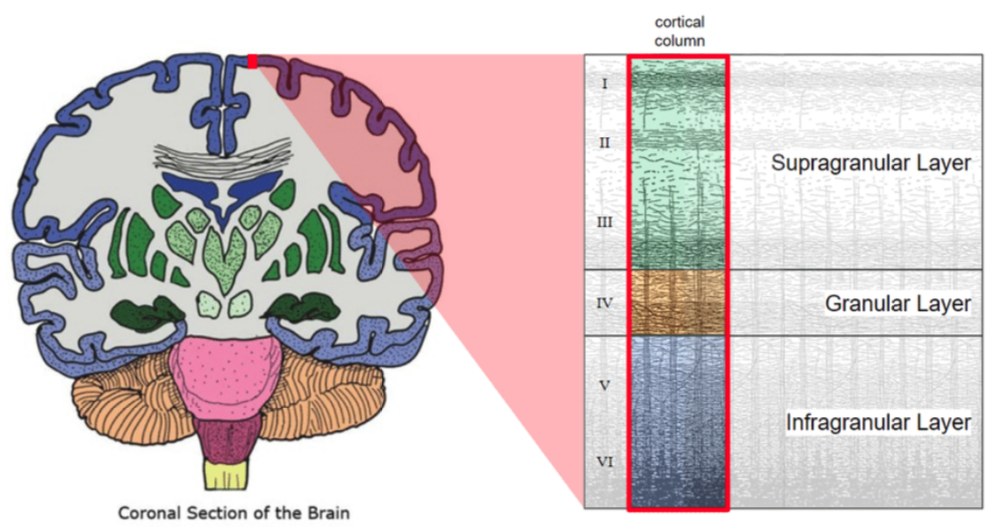 cortical
column
I
II
Supragranular Layer
III
IV
Granular Layer
V
Infragranular Layer
VI
Coronal Section of the Brain